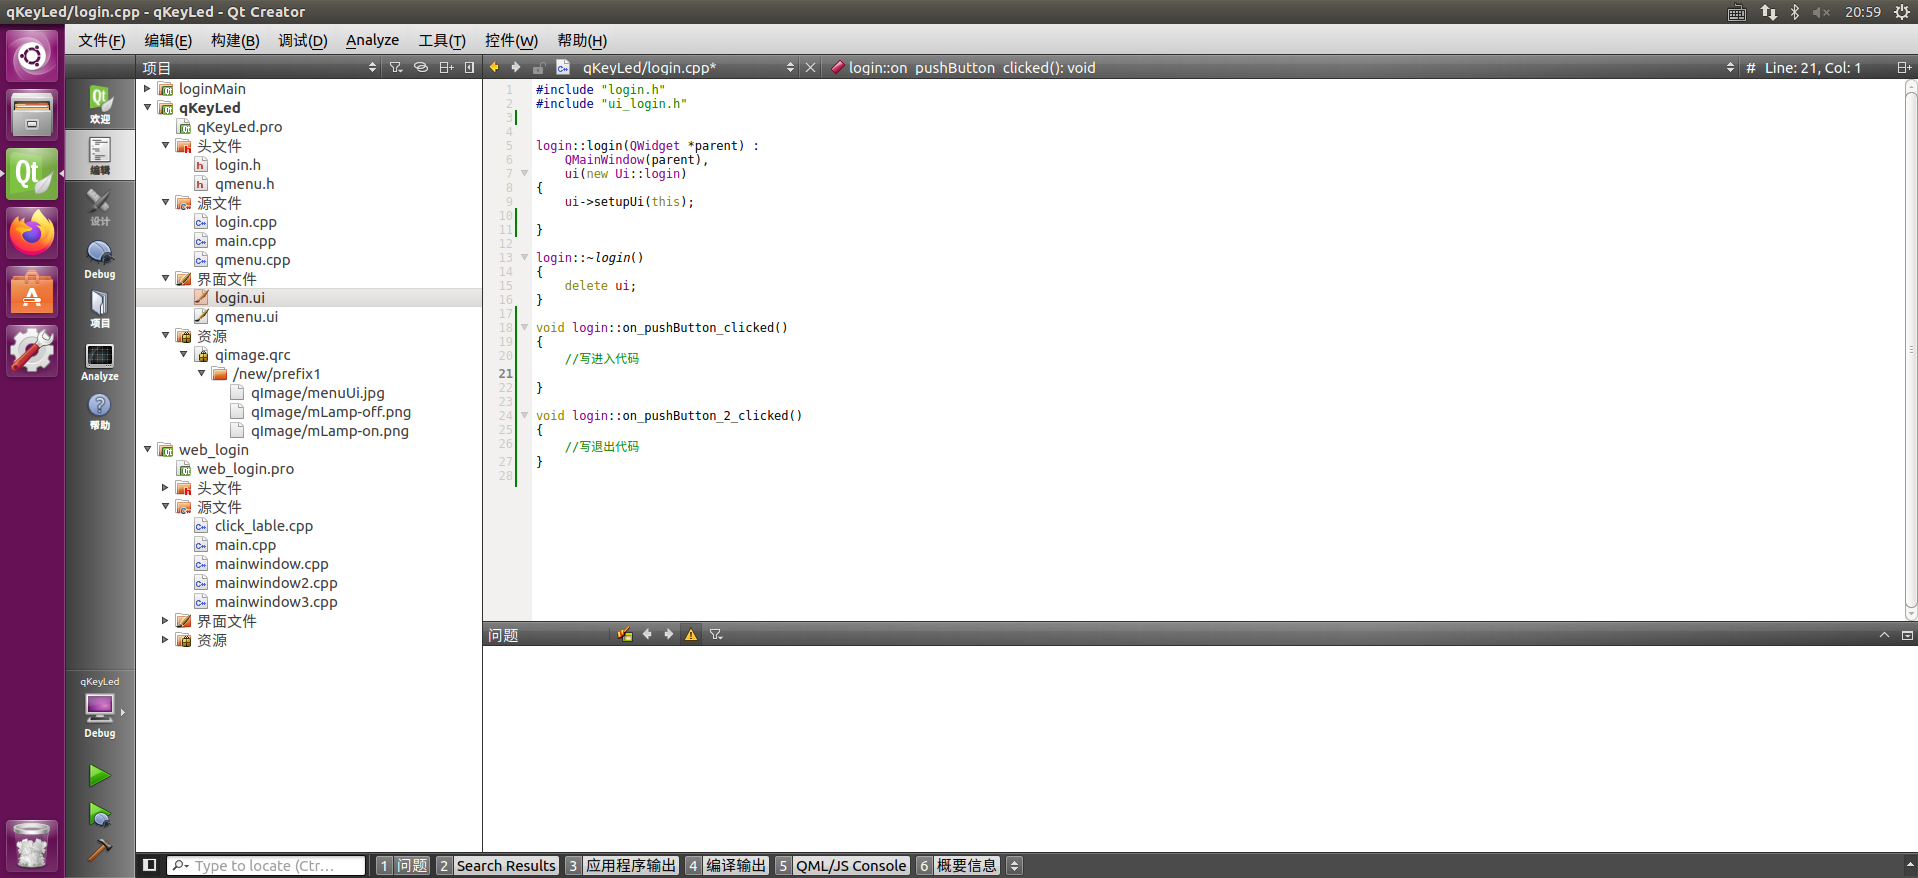 qKeyLed/login.cpp - qKeyLed - Qt Creator
20:59
文件(F) 编辑(E) 构建(B) 调试(D) Analyze 工具(T) 控件(W) 帮助(H)
项目
qKeyLed/login.cpp*
login::on_pushButton_clicked(): void
# Line: 21, Col: 1
欢迎
编辑
设计
Debug
项目
Analyze
帮助
qKeyLed
Debug
loginMain
qKeyLed
qKeyLed.pro
头文件
login.h
qmenu.h
源文件
login.cpp
main.cpp
qmenu.cpp
界面文件
login.ui
qmenu.ui
资源
qimage.qrc
/new/prefix1
qImage/menuUi.jpg
qImage/mLamp-off.png
qImage/mLamp-on.png
web_login
web_login.pro
头文件
源文件
click_lable.cpp
main.cpp
mainwindow.cpp
mainwindow2.cpp
mainwindow3.cpp
界面文件
资源
1 #include "login.h"
2 #include "ui_login.h"
3
4
5 login::login(QWidget *parent) :
6     QMainWindow(parent),
7     ui(new Ui::login)
8 {
9     ui->setupUi(this);
10
11 }
12
13 login::~login()
14 {
15     delete ui;
16 }
17
18 void login::on_pushButton_clicked()
19 {
20     //写进入代码
21
22 }
23
24 void login::on_pushButton_2_clicked()
25 {
26     //写退出代码
27 }
28
问题
Type to locate (Ctr...
1 问题 2 Search Results 3 应用程序输出 4 编译输出 5 QML/JS Console 6 概要信息